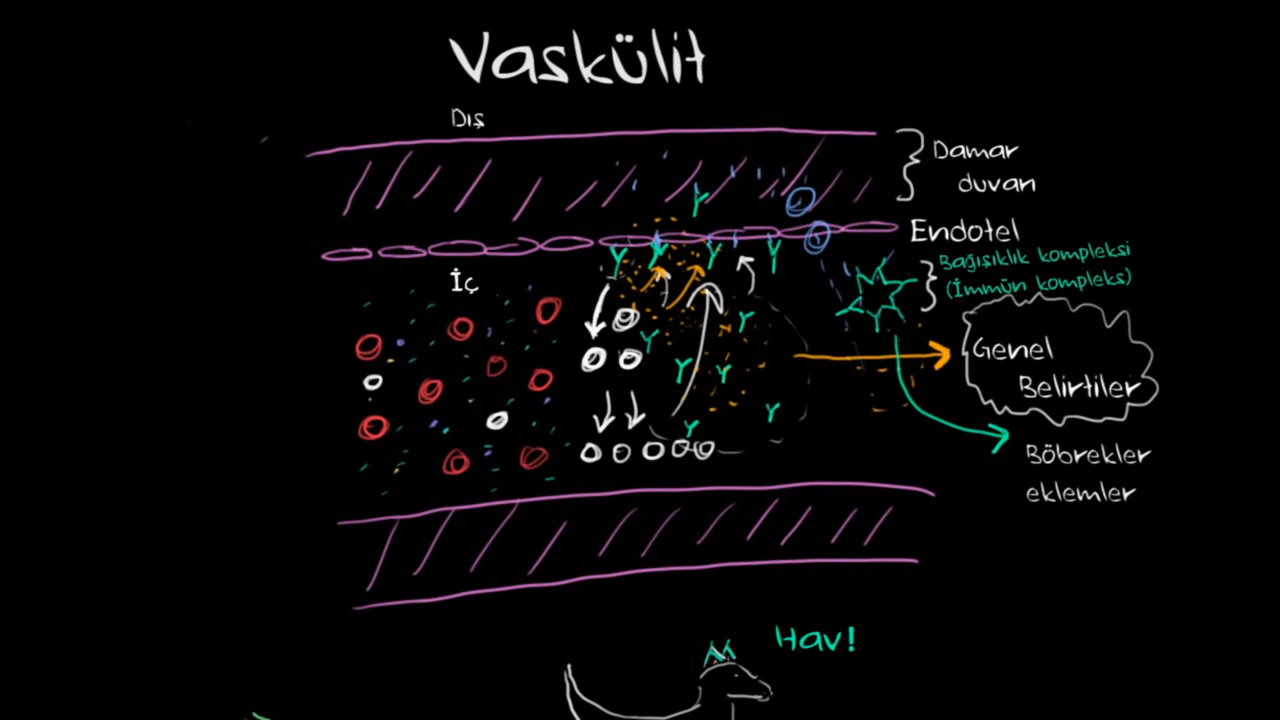 Vaskülit
Dış
Damar
duvarı
Endotel
Bağışıklık kompleksi
(İmmün kompleks)
İç
Genel
Belirtiler
Böbrekler
eklemler
Hav!